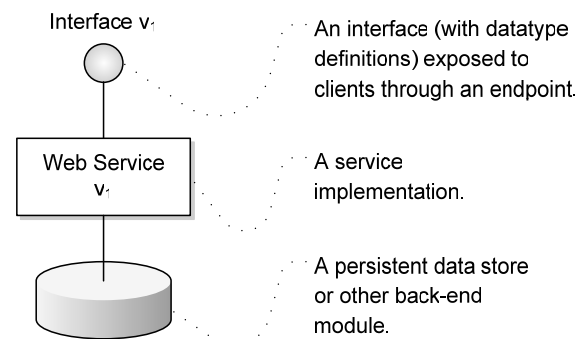 Interface v1
An interface (with datatype
definitions) exposed to
clients through an endpoint.
Web Service
v1
A service
implementation.
A persistent data store
or other back-end
module.